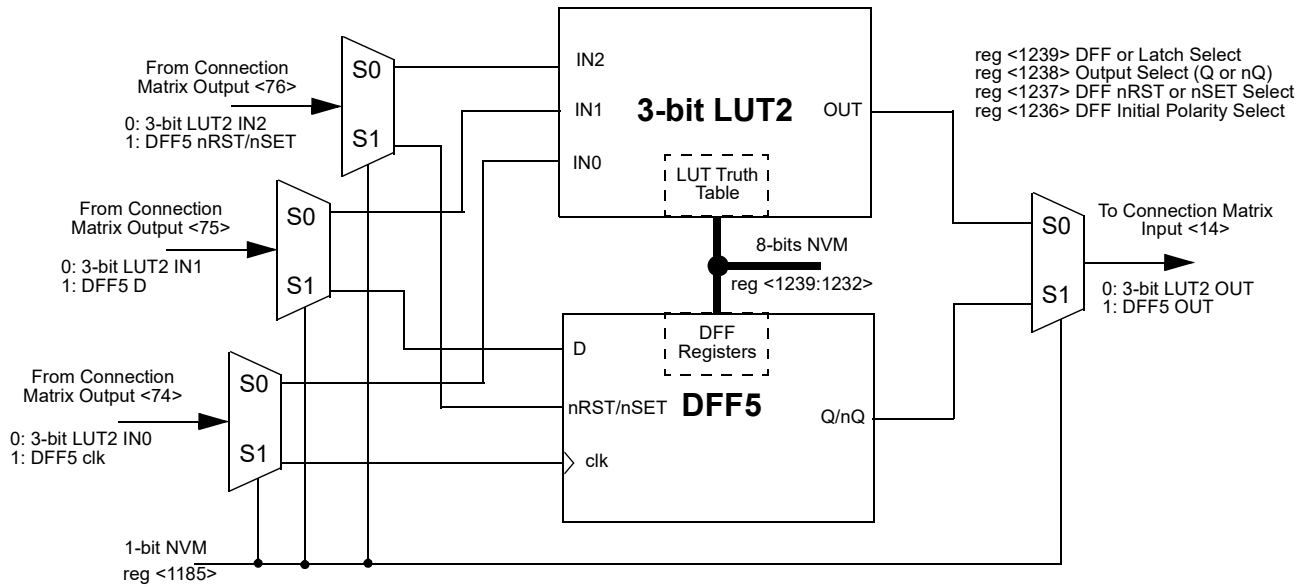 From Connection
Matrix Output <76>
0: 3-bit LUT2 IN2
1: DFF5 nRST/nSET
S0
S1
From Connection
Matrix Output <75>
0: 3-bit LUT2 IN1
1: DFF5 D
S0
S1
From Connection
Matrix Output <74>
0: 3-bit LUT2 IN0
1: DFF5 clk
S0
S1
1-bit NVM
reg <1185>
IN2
IN1
IN0
3-bit LUT2
OUT
LUT Truth
Table
8-bits NVM
reg <1239:1232>
DFF
Registers
D
nRST/nSET
clk
DFF5
Q/nQ
reg <1239> DFF or Latch Select
reg <1238> Output Select (Q or nQ)
reg <1237> DFF nRST or nSET Select
reg <1236> DFF Initial Polarity Select
S0
S1
To Connection Matrix
Input <14>
0: 3-bit LUT2 OUT
1: DFF5 OUT